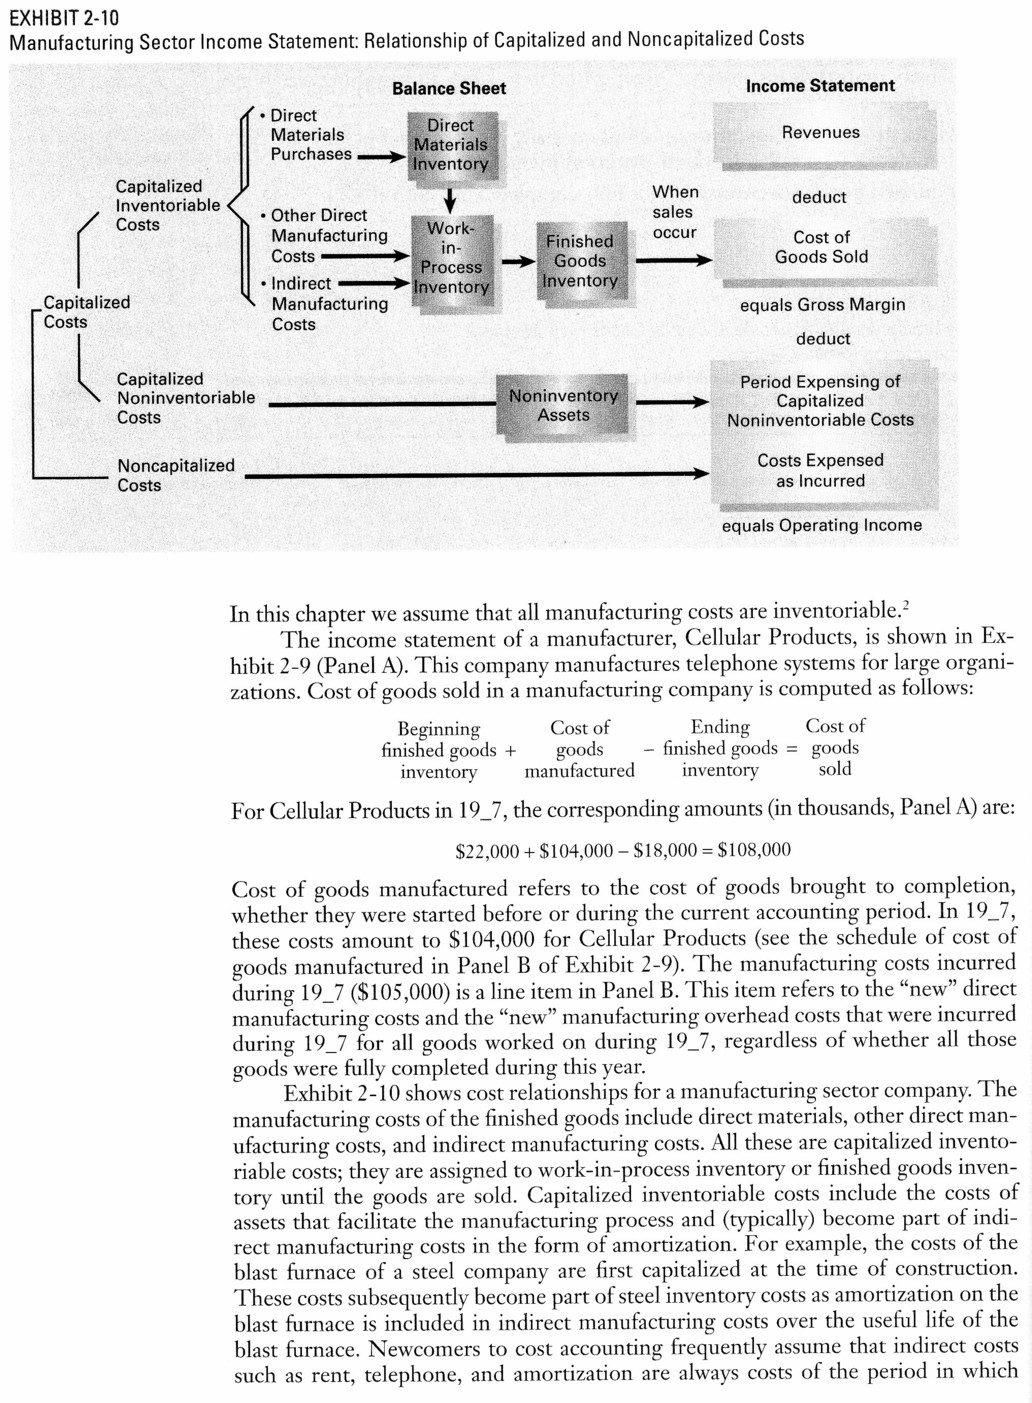 EXHIBIT 2-10
Manufacturing Sector Income Statement: Relationship of Capitalized and Noncapitalized Costs
Balance Sheet
Income Statement
• Direct
Materials
Purchases
Direct
Materials
Inventory
Revenues
Capitalized
Inventoriable
Costs
When
sales
occur
deduct
• Other Direct
Manufacturing
Costs
Work-
in-
Process
Inventory
Finished
Goods
Inventory
Cost of
Goods Sold
• Indirect
Manufacturing
Costs
Capitalized
Costs
equals Gross Margin
deduct
Capitalized
Noninventoriable
Costs
Noninventory
Assets
Period Expensing of
Capitalized
Noninventoriable Costs
Noncapitalized
Costs
Costs Expensed
as Incurred
equals Operating Income
In this chapter we assume that all manufacturing costs are inventoriable.²
The income statement of a manufacturer, Cellular Products, is shown in Ex-
hibit 2-9 (Panel A). This company manufactures telephone systems for large organi-
zations. Cost of goods sold in a manufacturing company is computed as follows:
Beginning Cost of Ending Cost of
finished goods + goods − finished goods = goods
inventory manufactured inventory sold
For Cellular Products in 19_7, the corresponding amounts (in thousands, Panel A) are:
$22,000 + $104,000 − $18,000 = $108,000
Cost of goods manufactured refers to the cost of goods brought to completion,
whether they were started before or during the current accounting period. In 19_7,
these costs amount to $104,000 for Cellular Products (see the schedule of cost of
goods manufactured in Panel B of Exhibit 2-9). The manufacturing costs incurred
during 19_7 ($105,000) is a line item in Panel B. This item refers to the “new” direct
manufacturing costs and the “new” manufacturing overhead costs that were incurred
during 19_7 for all goods worked on during 19_7, regardless of whether all those
goods were fully completed during this year.
Exhibit 2-10 shows cost relationships for a manufacturing sector company. The
manufacturing costs of the finished goods include direct materials, other direct man-
ufacturing costs, and indirect manufacturing costs. All these are capitalized invento-
riable costs; they are assigned to work-in-process inventory or finished goods inven-
tory until the goods are sold. Capitalized inventoriable costs include the costs of
assets that facilitate the manufacturing process and (typically) become part of indi-
rect manufacturing costs in the form of amortization. For example, the costs of the
blast furnace of a steel company are first capitalized at the time of construction.
These costs subsequently become part of steel inventory costs as amortization on the
blast furnace is included in indirect manufacturing costs over the useful life of the
blast furnace. Newcomers to cost accounting frequently assume that indirect costs
such as rent, telephone, and amortization are always costs of the period in which